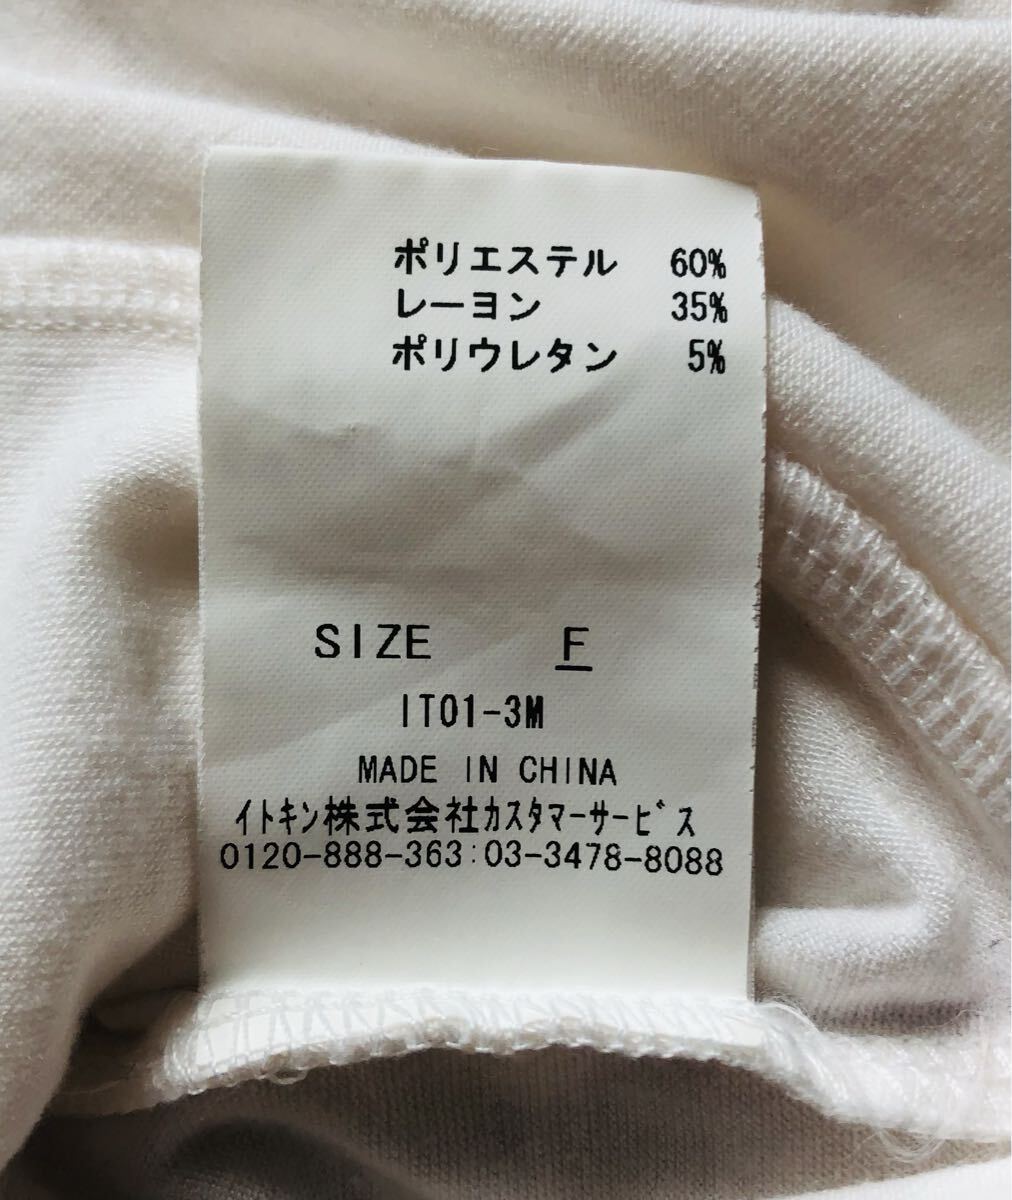 ポリエステル 60%
レーヨン 35%
ポリウレタン 5%
SIZE F
IT01-3M
MADE IN CHINA
ｲﾄｷﾝ株式会社ｶｽﾀﾏｰサｰﾋﾞｽ
0120-888-363:03-3478-8088